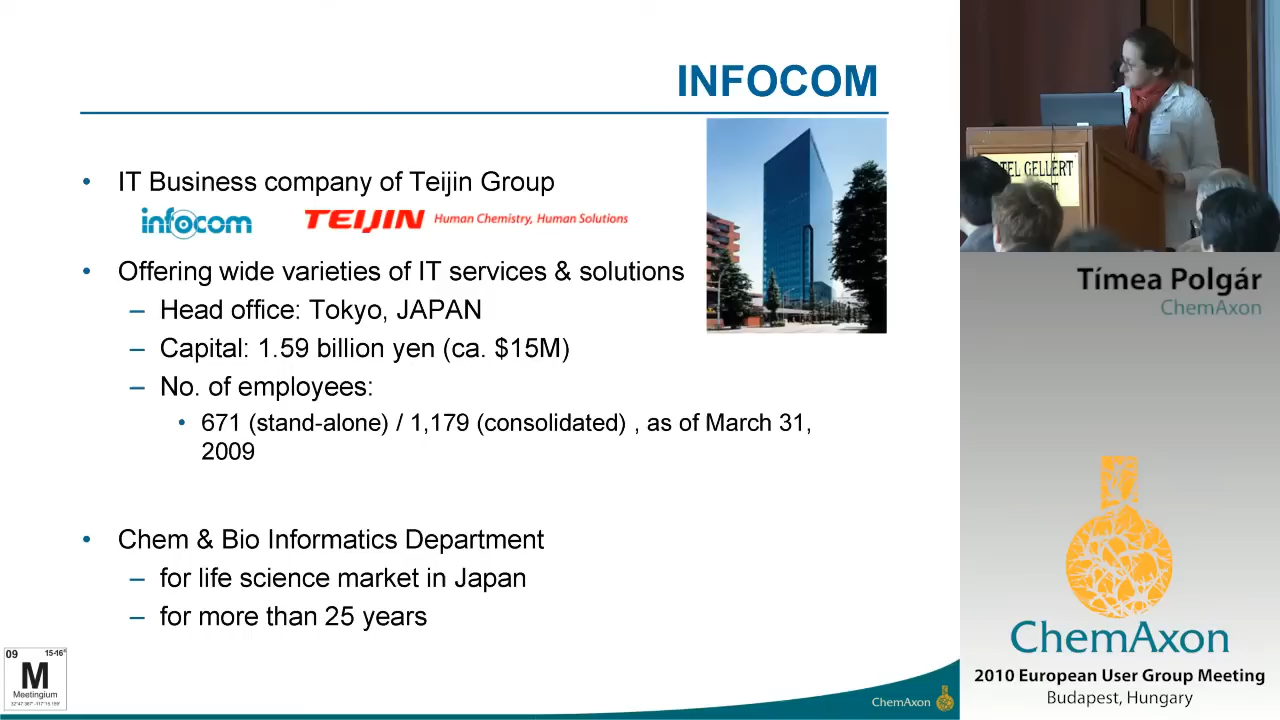 INFOCOM
• IT Business company of Teijin Group
infocom
TEIJIN Human Chemistry, Human Solutions
• Offering wide varieties of IT services & solutions
– Head office: Tokyo, JAPAN
– Capital: 1.59 billion yen (ca. $15M)
– No. of employees:
• 671 (stand-alone) / 1,179 (consolidated) , as of March 31,
2009
• Chem & Bio Informatics Department
– for life science market in Japan
– for more than 25 years
09 15-16
M
Meetingium
ChemAxon
GELLÉRT
Tímea Polgár
ChemAxon
ChemAxon
2010 European User Group Meeting
Budapest, Hungary